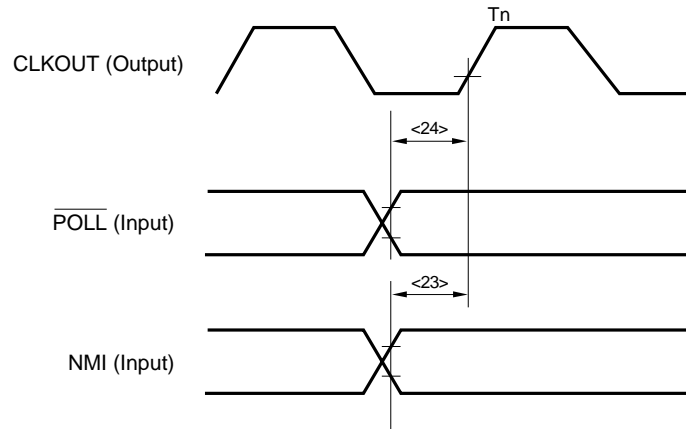 Tn
CLKOUT (Output)
<24>
POLL (Input)
<23>
NMI (Input)